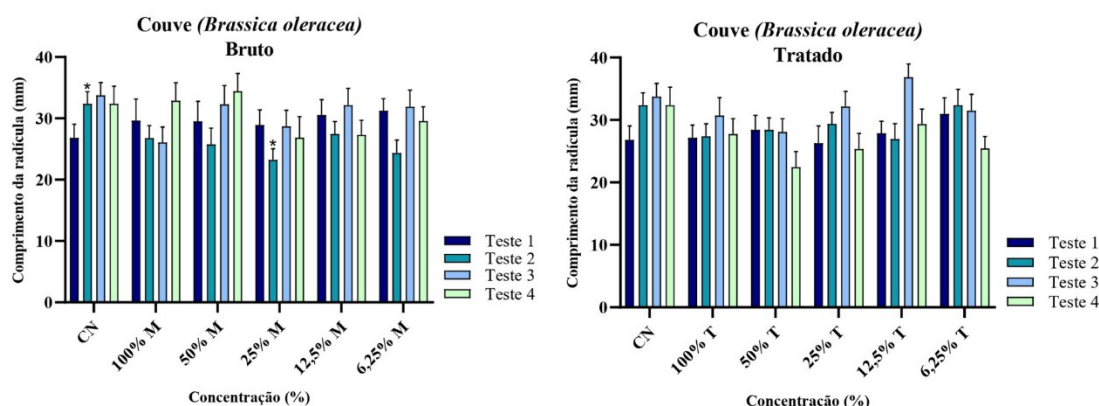 Couve (Brassica oleracea)
Bruto
Comprimento da radícula (mm)
40
30
20
10
0
*
*
CN
100% M
50% M
25% M
12,5% M
6,25% M
Concentração (%)
Teste 1
Teste 2
Teste 3
Teste 4
Couve (Brassica oleracea)
Tratado
Comprimento da radícula (mm)
40
30
20
10
0
CN
100% T
50% T
25% T
12,5% T
6,25% T
Concentração (%)
Teste 1
Teste 2
Teste 3
Teste 4